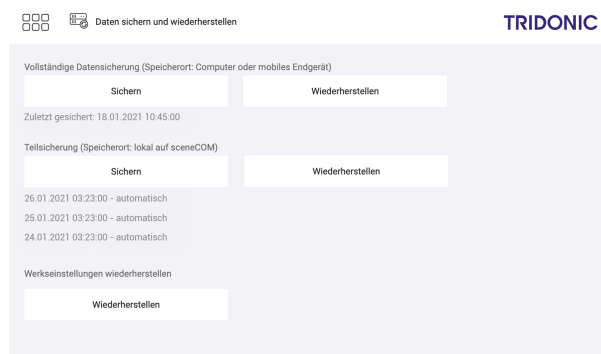 Daten sichern und wiederherstellen
TRIDONIC
Vollständige Datensicherung (Speicherort: Computer oder mobiles Endgerät)
Sichern
Wiederherstellen
Zuletzt gesichert: 18.01.2021 10:45:00
Teilsicherung (Speicherort: lokal auf sceneCOM)
Sichern
Wiederherstellen
26.01.2021 03:23:00 - automatisch
25.01.2021 03:23:00 - automatisch
24.01.2021 03:23:00 - automatisch
Werkseinstellungen wiederherstellen
Wiederherstellen